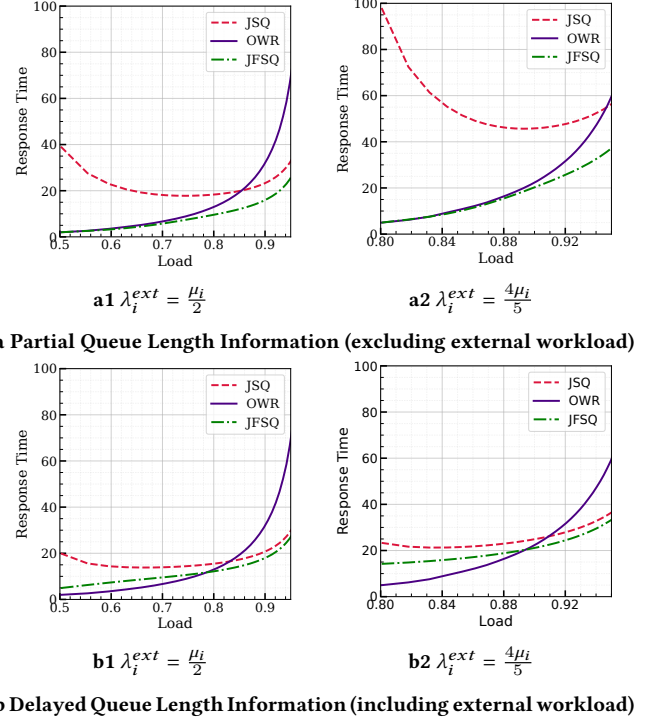 100
80
60
40
20
0
Response Time
JSQ
OWR
JFSQ
0.5 0.6 0.7 0.8 0.9
Load
100
80
60
40
20
0
Response Time
JSQ
OWR
JFSQ
0.80 0.84 0.88 0.92
Load
a1 λ_i^{ext} = μ_i/2
a2 λ_i^{ext} = 4μ_i/5
a Partial Queue Length Information (excluding external workload)
100
80
60
40
20
0
Response Time
JSQ
OWR
JFSQ
0.5 0.6 0.7 0.8 0.9
Load
100
80
60
40
20
0
Response Time
JSQ
OWR
JFSQ
0.80 0.84 0.88 0.92
Load
b1 λ_i^{ext} = μ_i/2
b2 λ_i^{ext} = 4μ_i/5
b Delayed Queue Length Information (including external workload)